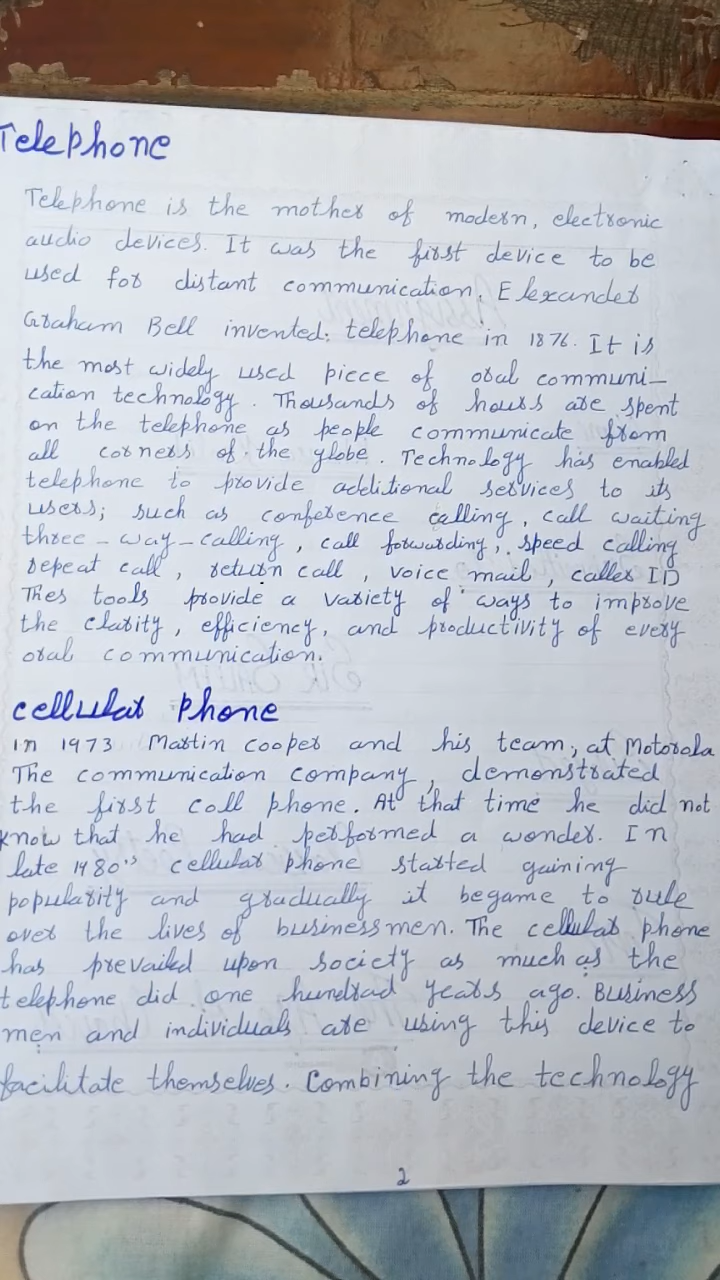 Telephone
Telephone is the mother of modern, electronic
audio devices. It was the first device to be
used for distant communication. Elexander
Graham Bell invented: telephone in 1876. It is
the most widely used piece of oral communi-
cation technology. Thousands of hours are spent
on the telephone as people communicate from
all corners of the globe. Technology has enabled
telephone to provide additional services to its
users; such as conference calling, call waiting
three-way-calling, call forwarding, speed calling
repeat call, return call, voice mail, caller ID
Thes tools provide a variety of ways to improve
the clarity, efficiency, and productivity of every
oral communication.
cellular phone
in 1973 Martin cooper and his team, at Motorola
The communication company, demonstrated
the first coll phone. At that time he did not
know that he had performed a wonder. In
late 1980's cellular phone started gaining
popularity and gradually it begame to rule
over the lives of businessmen. The cellular phone
has prevailed upon society as much as the
telephone did one hundrad years ago. Business
men and individuals are using this device to
facilitate themselves. Combining the technology
2